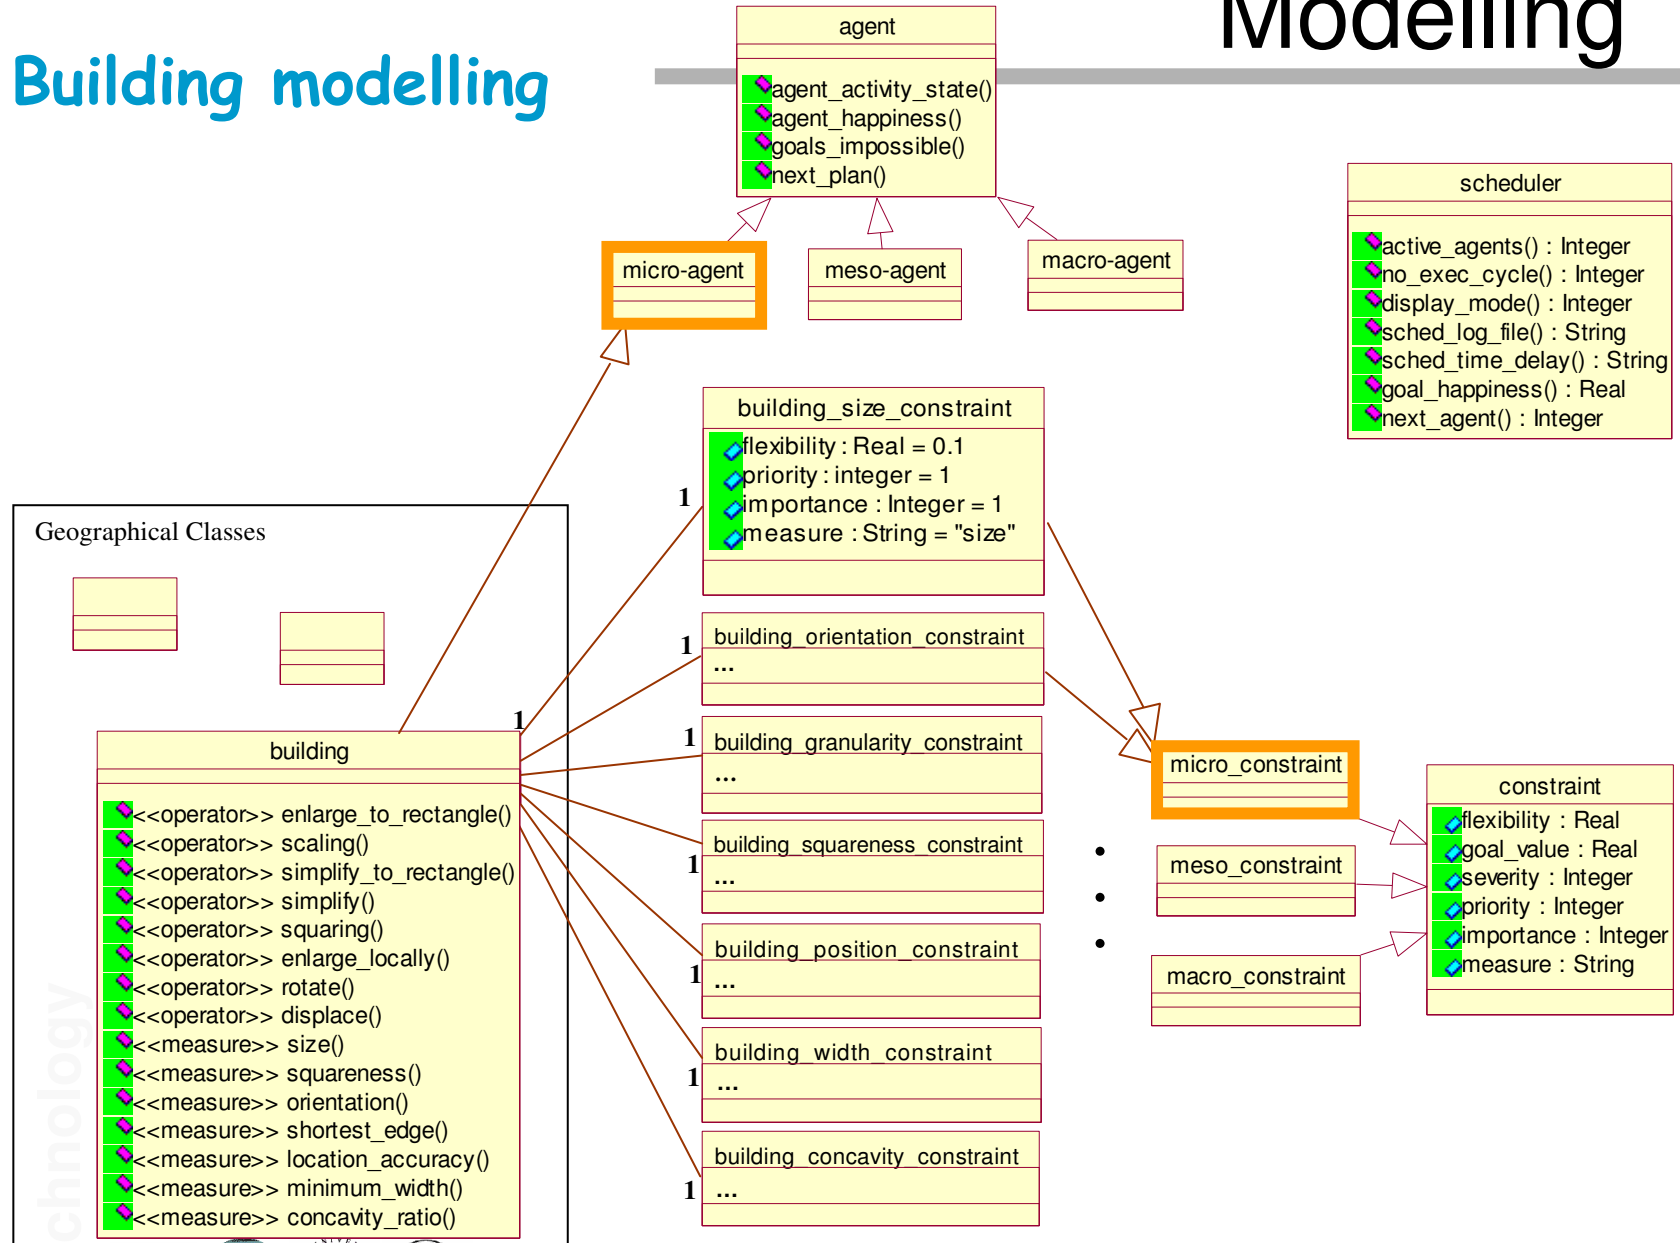 Modelling
Building modelling
agent
agent_activity_state()
agent_happiness()
goals_impossible()
next_plan()
scheduler
active_agents() : Integer
no_exec_cycle() : Integer
display_mode() : Integer
sched_log_file() : String
sched_time_delay() : String
goal_happiness() : Real
next_agent() : Integer
micro-agent
meso-agent
macro-agent
building_size_constraint
flexibility : Real = 0.1
priority : integer = 1
importance : Integer = 1
measure : String = "size"
1
Geographical Classes
building_orientation_constraint
...
1
1
building
<<operator>> enlarge_to_rectangle()
<<operator>> scaling()
<<operator>> simplify_to_rectangle()
<<operator>> simplify()
<<operator>> squaring()
<<operator>> enlarge_locally()
<<operator>> rotate()
<<operator>> displace()
<<measure>> size()
<<measure>> squareness()
<<measure>> orientation()
<<measure>> shortest_edge()
<<measure>> location_accuracy()
<<measure>> minimum_width()
<<measure>> concavity_ratio()
1
building_granularity_constraint
...
building_squareness_constraint
1
...
building_position_constraint
1
...
building_width_constraint
1
...
building_concavity_constraint
1
...
•
•
•
micro_constraint
meso_constraint
macro_constraint
constraint
flexibility : Real
goal_value : Real
severity : Integer
priority : Integer
importance : Integer
measure : String
chnology